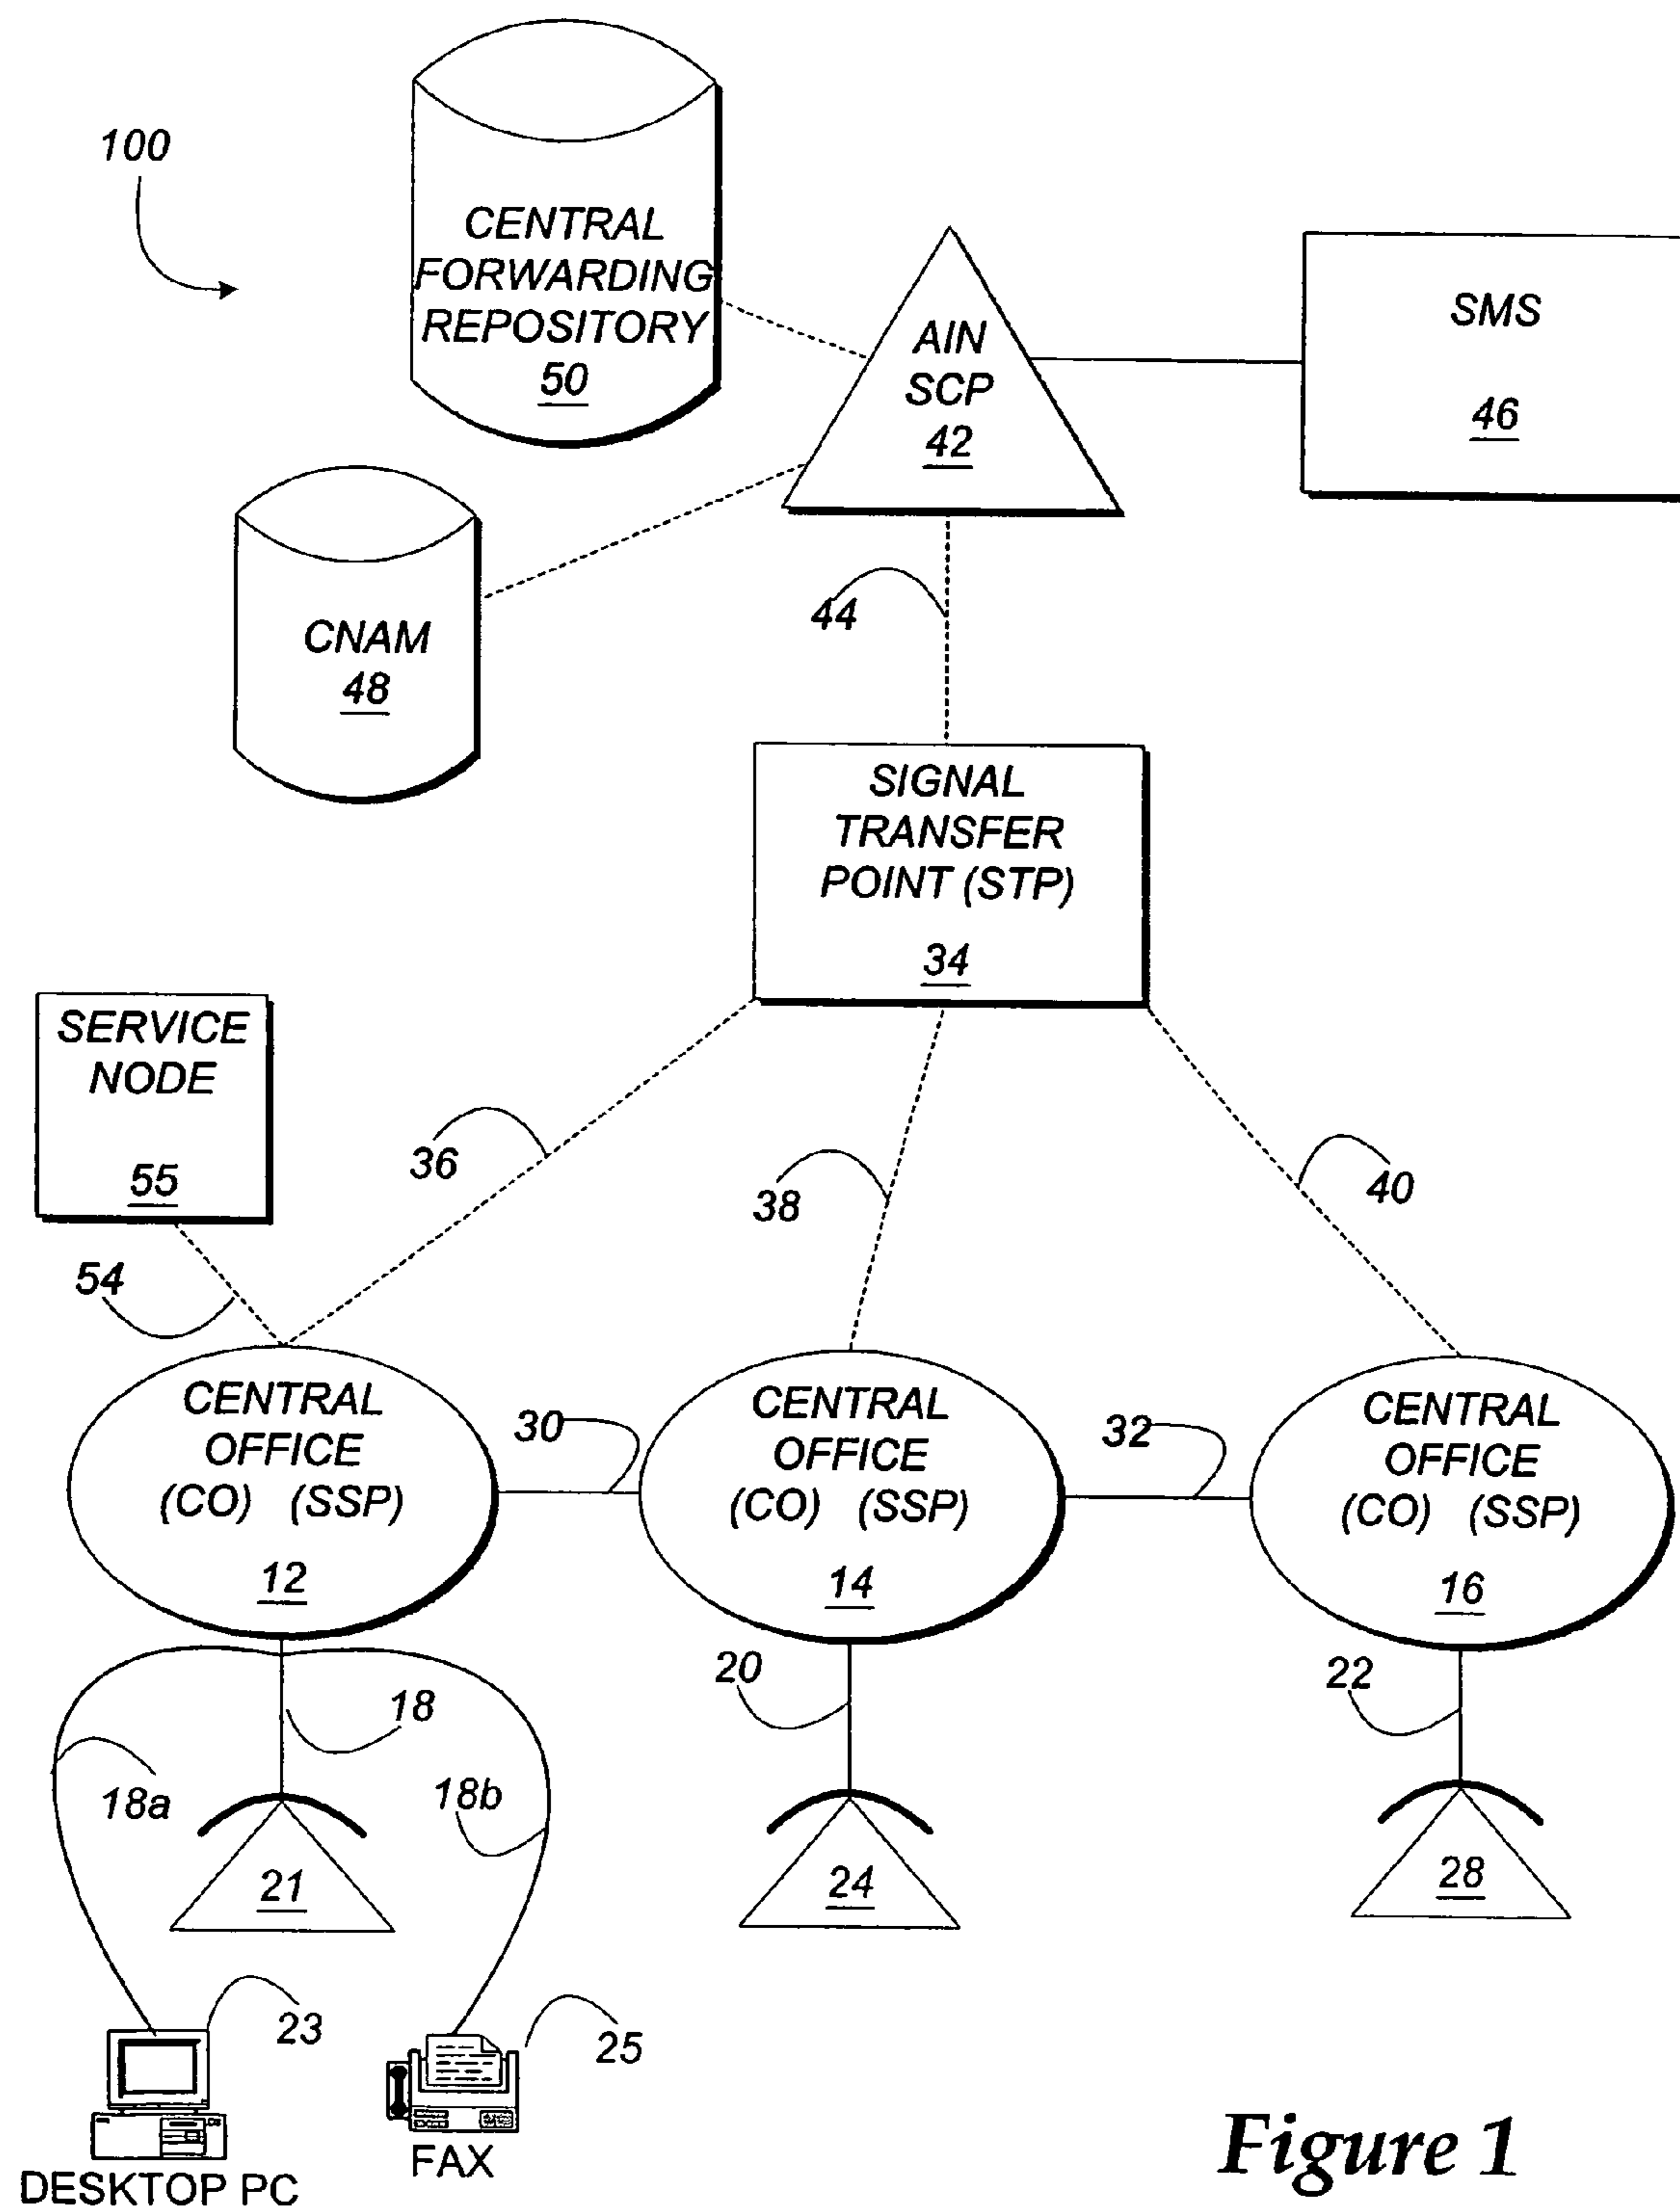 100
CENTRAL
FORWARDING
REPOSITORY
50
AIN
SCP
42
SMS
46
CNAM
48
44
SIGNAL
TRANSFER
POINT (STP)
34
SERVICE
NODE
55
36
38
40
54
CENTRAL
OFFICE
(CO) (SSP)
12
30
CENTRAL
OFFICE
(CO) (SSP)
14
32
CENTRAL
OFFICE
(CO) (SSP)
16
18
20
22
18a
18b
21
24
28
23
25
DESKTOP PC
FAX
Figure 1